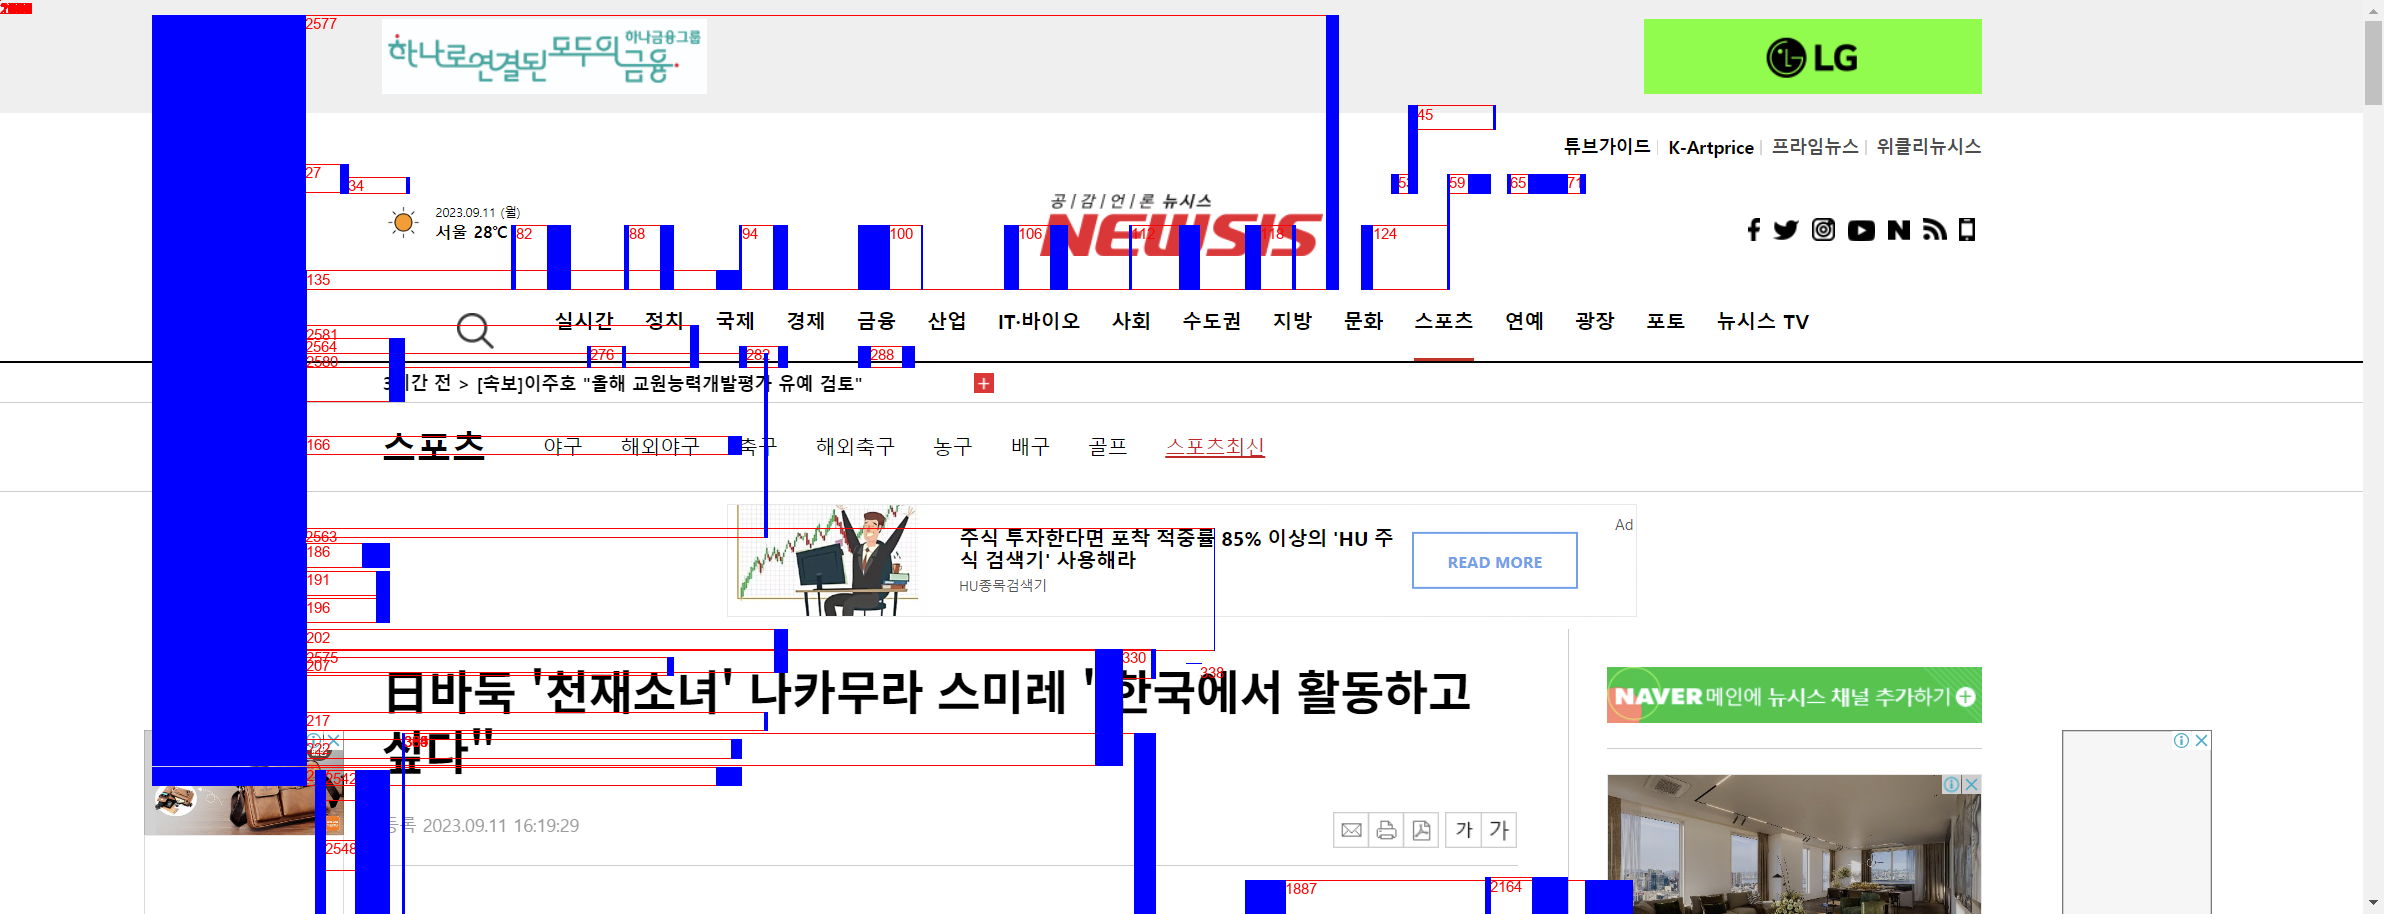 2577
하나로연결된모두의금융
하나금융그룹
LG
45
튜브가이드
K-Artprice
프라임뉴스
위클리뉴시스
27
34
59
65
71
공/감/언/론 뉴시스
NEWSIS
2023.09.11 (월)
서울 28℃
82
88
94
100
106
112
118
124
135
실시간 정치 국제 경제 금융 산업 IT·바이오 사회 수도권 지방 문화 스포츠 연예 광장 포토 뉴시스 TV
2581
2564
2580
276
282
288
전 > [속보]이주호 "올해 교원능력개발평가 유예 검토"
166
스포츠
야구 해외야구 축구 해외축구 농구 배구 골프 스포츠최신
2563
186
191
196
주식 투자한다면 포착 적중률 85% 이상의 'HU 주
식 검색기' 사용해라
HU종목검색기
READ MORE
Ad
202
2575
207
330
338
日바둑 '천재소녀' 나카무라 스미레 "한국에서 활동하고
싶다"
217
222
NAVER 메인에 뉴시스 채널 추가하기
2542
2548
등록 2023.09.11 16:19:29
가 가
1887
2164